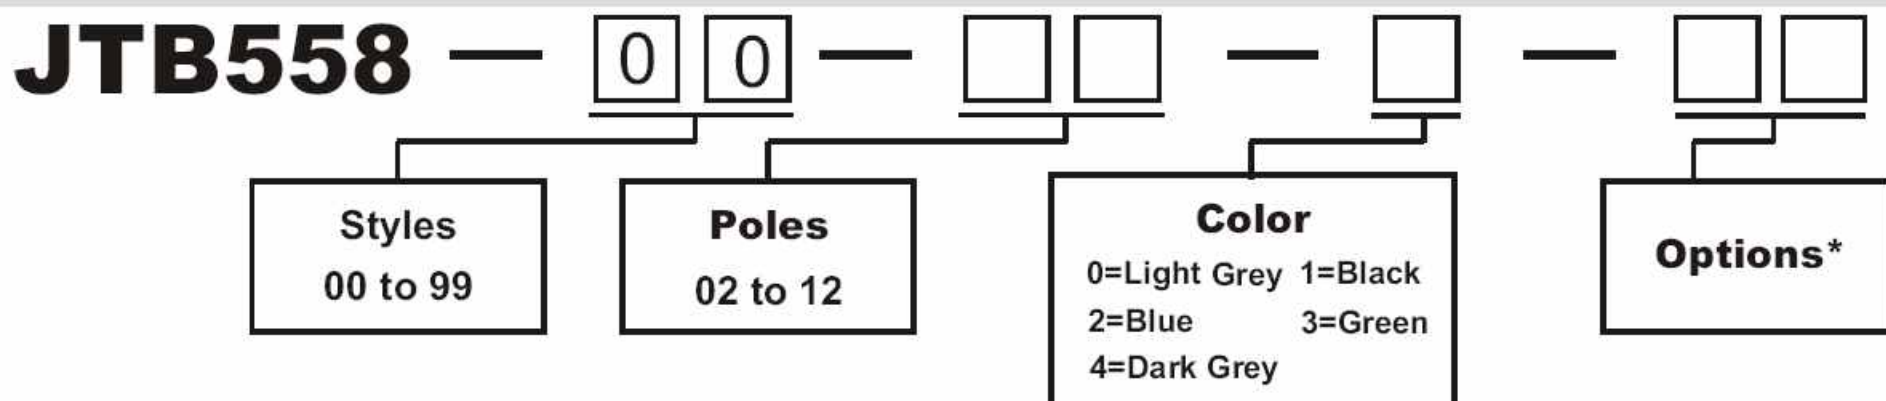 JTB558 — 0 0 — — —
Styles
00 to 99
Poles
02 to 12
Color
0=Light Grey 1=Black
2=Blue 3=Green
4=Dark Grey
Options*